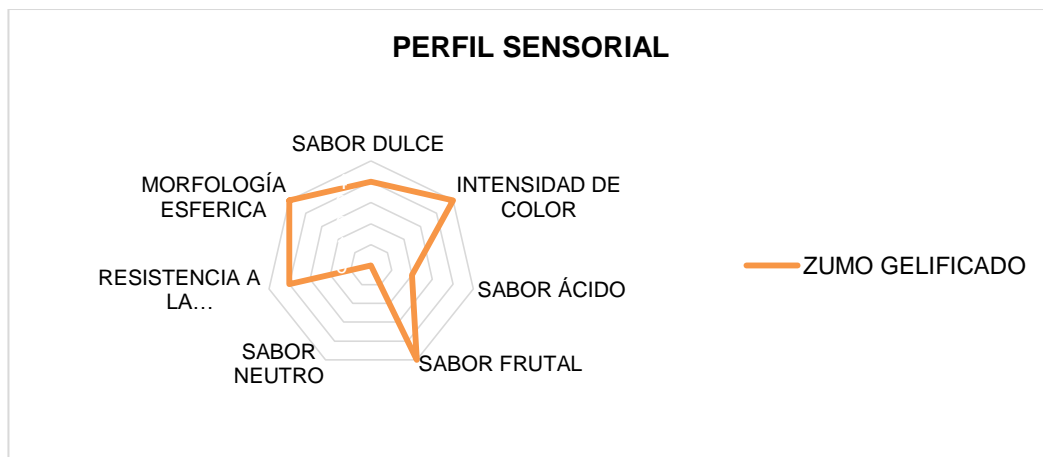 PERFIL SENSORIAL
SABOR DULCE
INTENSIDAD DE
COLOR
SABOR ÁCIDO
SABOR FRUTAL
SABOR
NEUTRO
RESISTENCIA A
LA…
MORFOLOGÍA
ESFERICA
ZUMO GELIFICADO